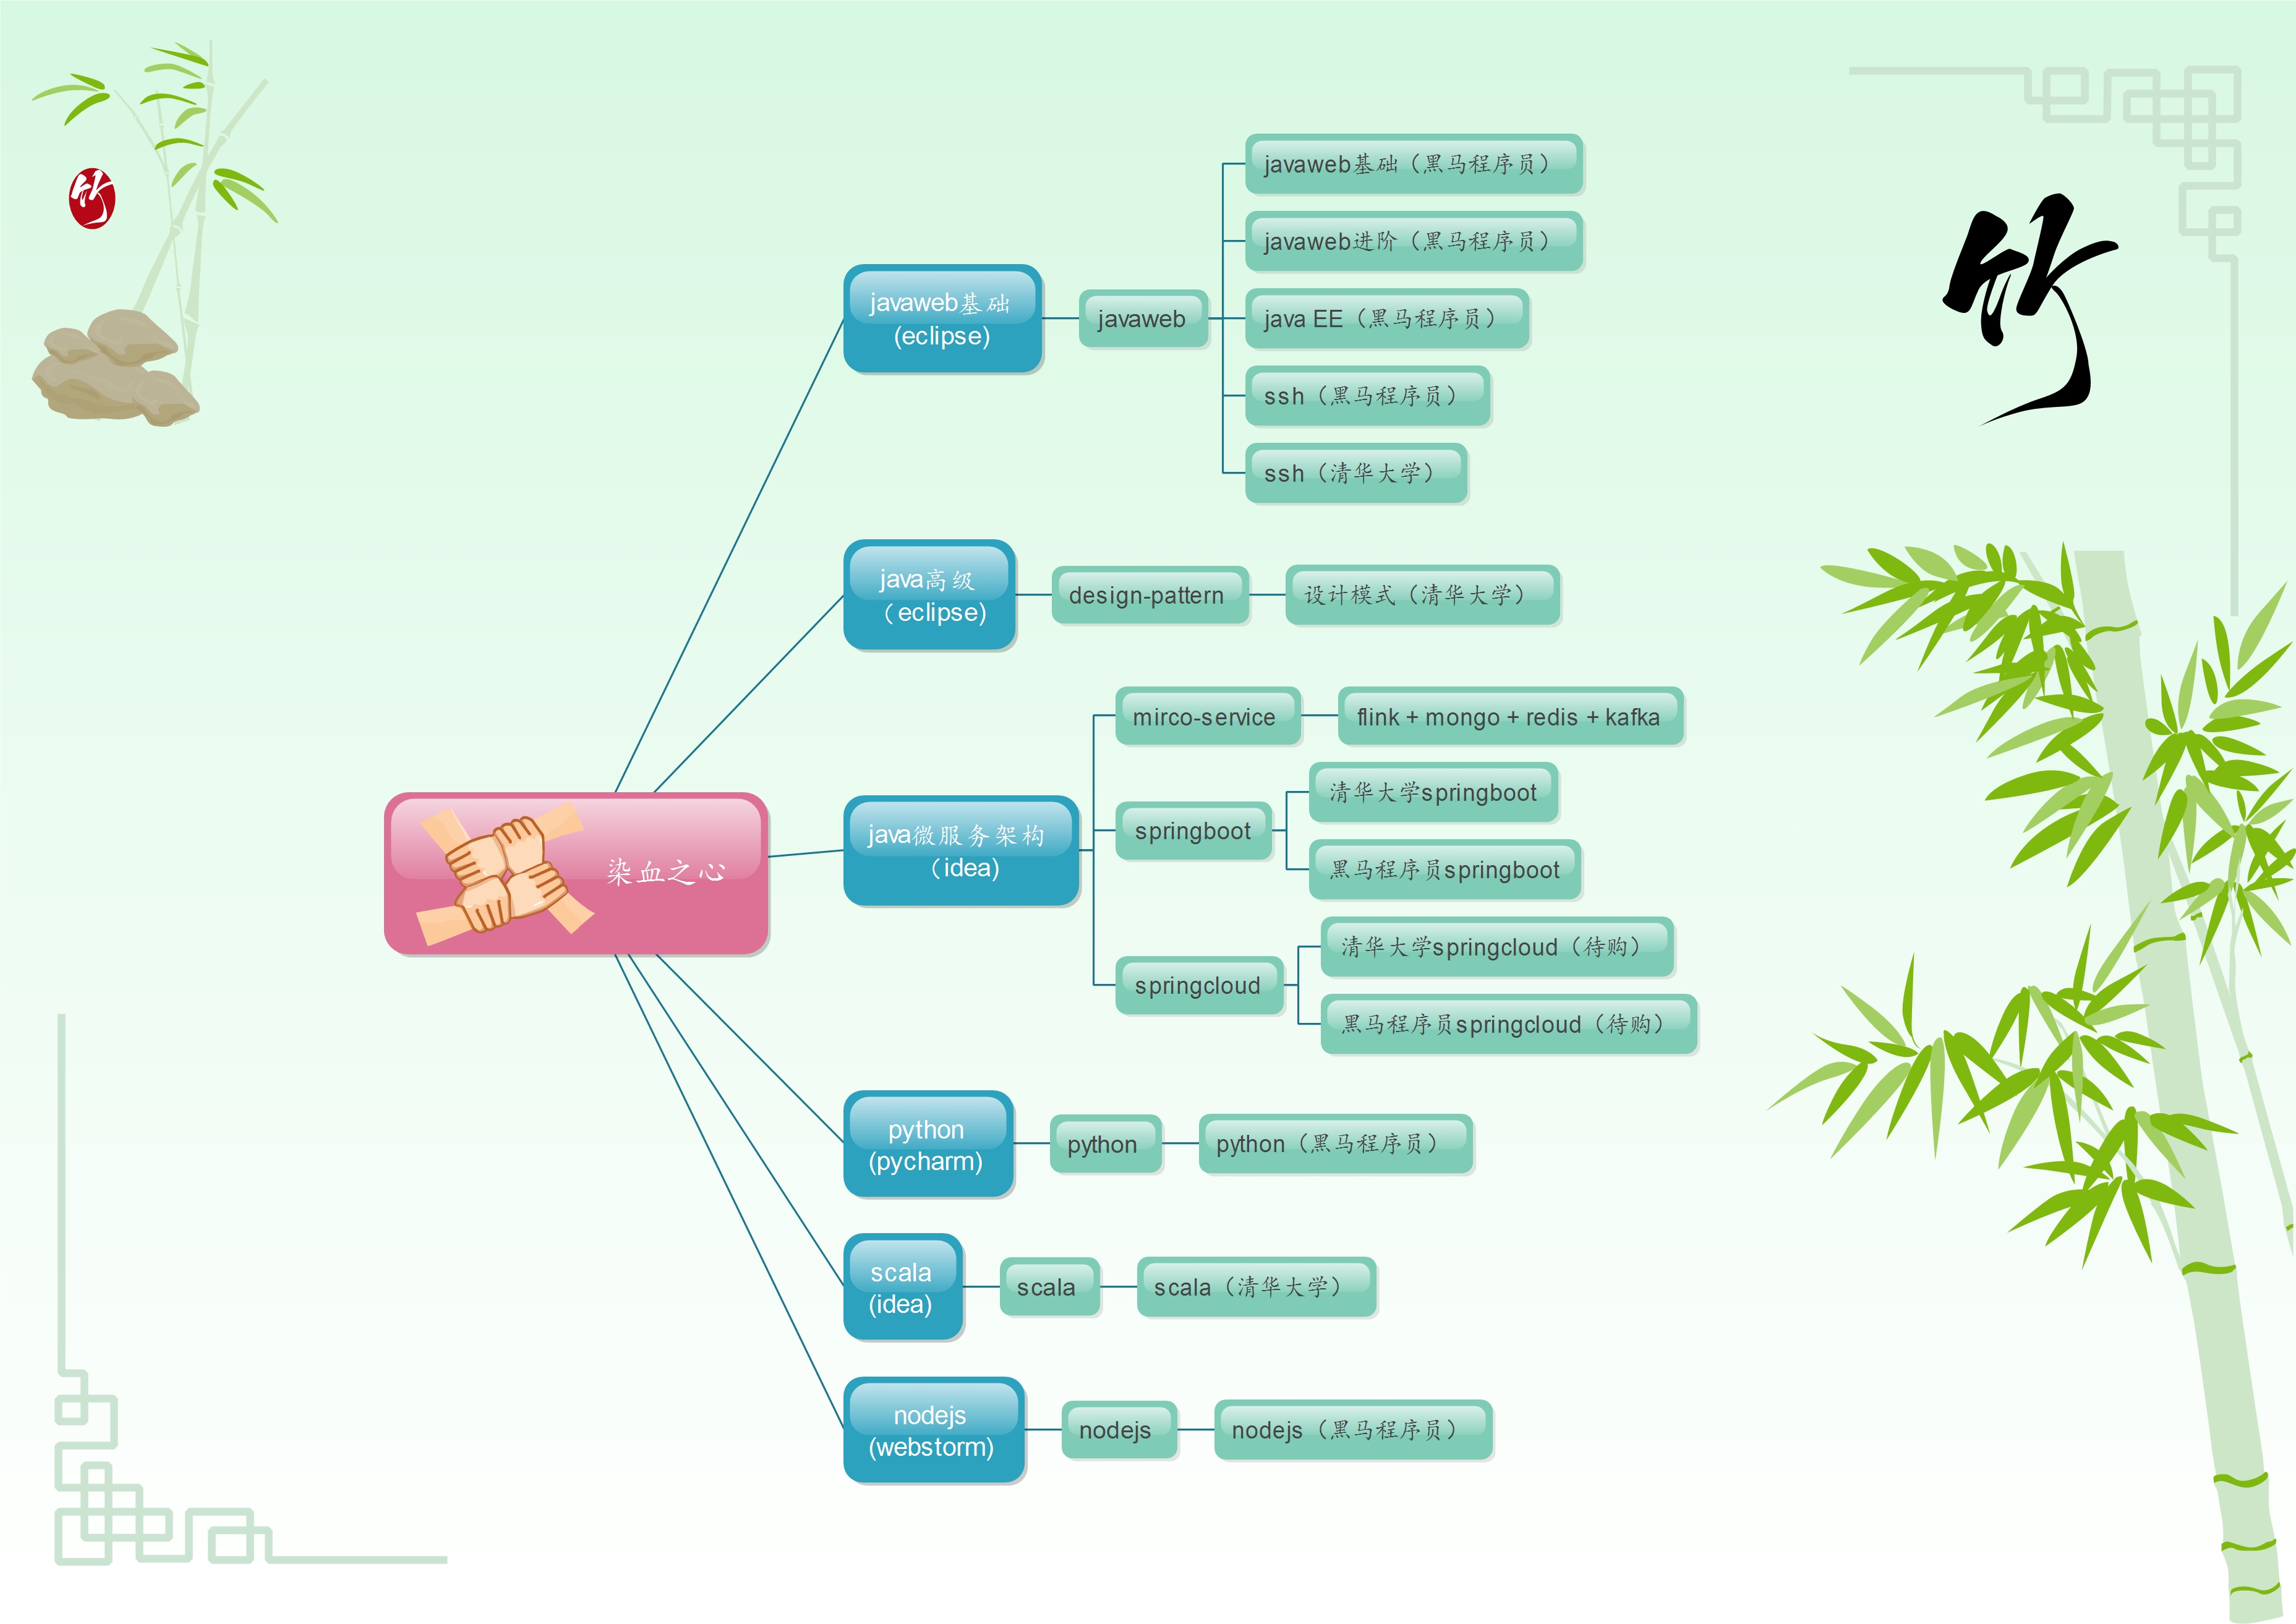 竹
竹
javaweb基础
(eclipse)
javaweb
javaweb基础（黑马程序员）
javaweb进阶（黑马程序员）
java EE（黑马程序员）
ssh（黑马程序员）
ssh（清华大学）
java高级
（eclipse)
design-pattern
设计模式（清华大学）
染血之心
java微服务架构
（idea)
mirco-service
flink + mongo + redis + kafka
springboot
清华大学springboot
黑马程序员springboot
springcloud
清华大学springcloud（待购）
黑马程序员springcloud（待购）
python
(pycharm)
python
python（黑马程序员）
scala
(idea)
scala
scala（清华大学）
nodejs
(webstorm)
nodejs
nodejs（黑马程序员）